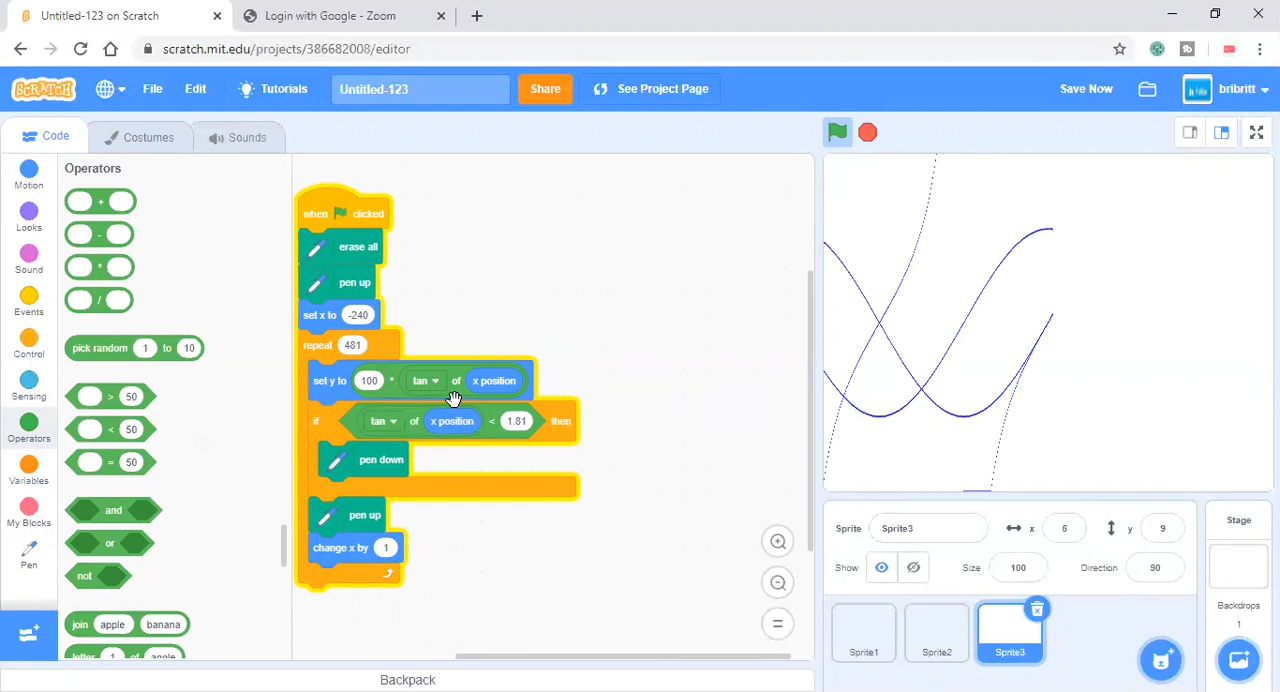 Untitled-123 on Scratch
Login with Google - Zoom
scratch.mit.edu/projects/386682008/editor
SCRATCH
File
Edit
Tutorials
Untitled-123
Share
See Project Page
Save Now
bribritt
Code
Costumes
Sounds
Motion
Looks
Sound
Events
Control
Sensing
Operators
Variables
My Blocks
Pen
Operators
+
-
*
/
pick random 1 to 10
> 50
< 50
= 50
and
or
not
join apple banana
letter 1 of apple
when clicked
erase all
pen up
set x to -240
repeat 481
set y to 100 * tan of x position
if tan of x position < 1.81 then
pen down
pen up
change x by 1
Sprite Sprite3 x 6 y 9
Show Size 100 Direction 90
Sprite1
Sprite2
Sprite3
Stage
Backdrops
1
Backpack